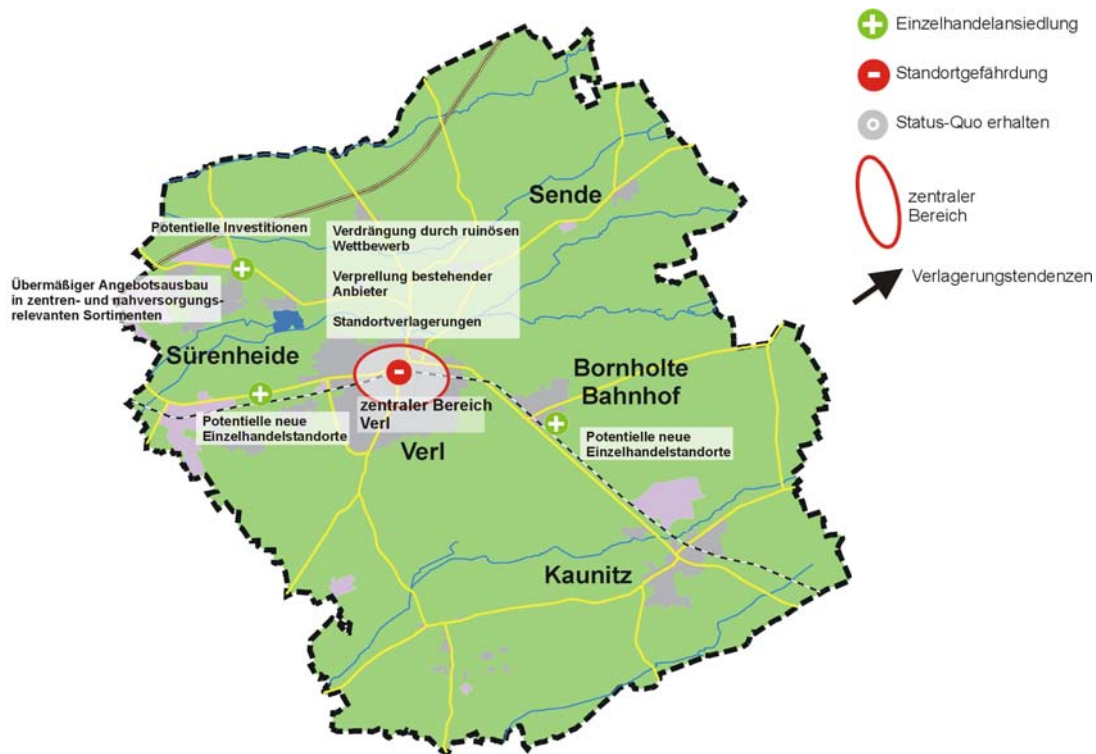 Einzelhandelansiedlung
Standortgefährdung
Status-Quo erhalten
zentraler
Bereich
Verlagerungstendenzen
Sende
Potentielle Investitionen
Verdrängung durch ruinösen
Wettbewerb
Verprellung bestehender
Anbieter
Standortverlagerungen
Übermäßiger Angebotsausbau
in zentren- und nahversorgungs-
relevanten Sortimenten
Sürenheide
Bornholte
Bahnhof
zentraler Bereich
Verl
Potentielle neue
Einzelhandelstandorte
Verl
Potentielle neue
Einzelhandelstandorte
Kaunitz